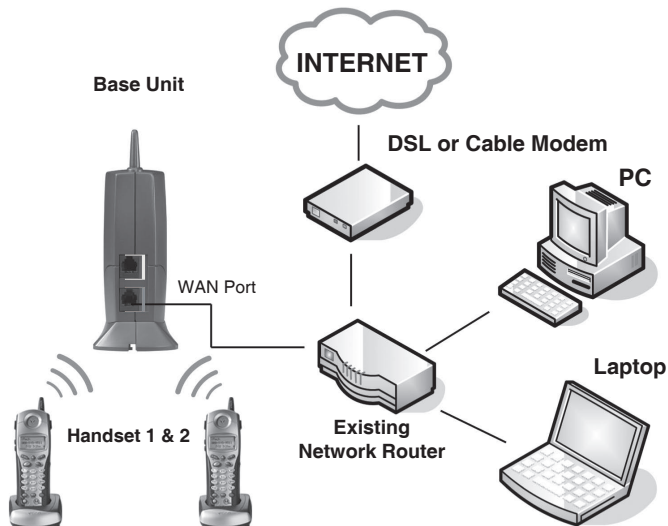 INTERNET
Base Unit
DSL or Cable Modem
PC
WAN Port
Laptop
Handset 1 & 2
Existing
Network Router